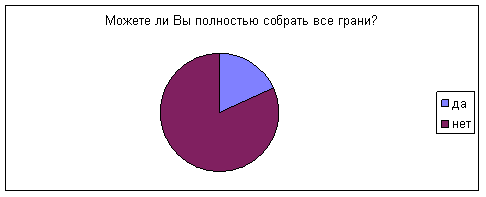 Можете ли Вы полностью собрать все грани?
да
нет